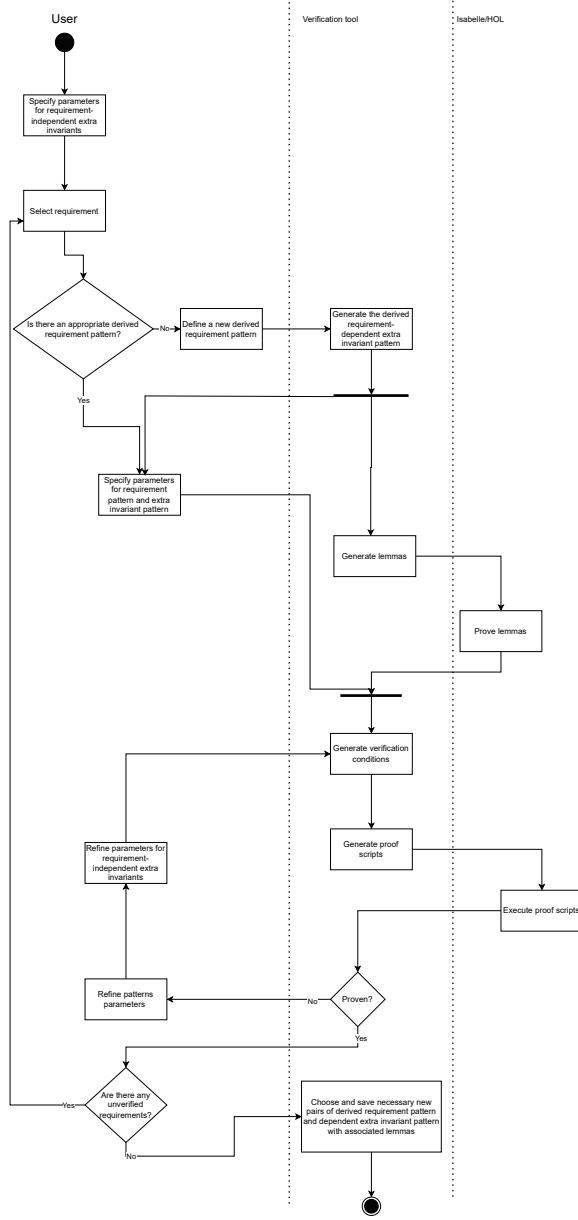 User
Verification tool
Isabelle/HOL
Specify parameters
for requirement-
independent extra
invariants
Select requirement
Is there an appropriate derived
requirement pattern?
No
Define a new derived
requirement pattern
Generate the derived
requirement-
dependent extra
invariant pattern
Yes
Specify parameters
for requirement
pattern and extra
invariant pattern
Generate lemmas
Prove lemmas
Generate verification
conditions
Generate proof
scripts
Refine parameters for
requirement-
independent extra
invariants
Execute proof scripts
Refine patterns
parameters
No
Proven?
Yes
Are there any
unverified
requirements?
Yes
No
Choose and save necessary new
pairs of derived requirement pattern
and dependent extra invariant pattern
with associated lemmas